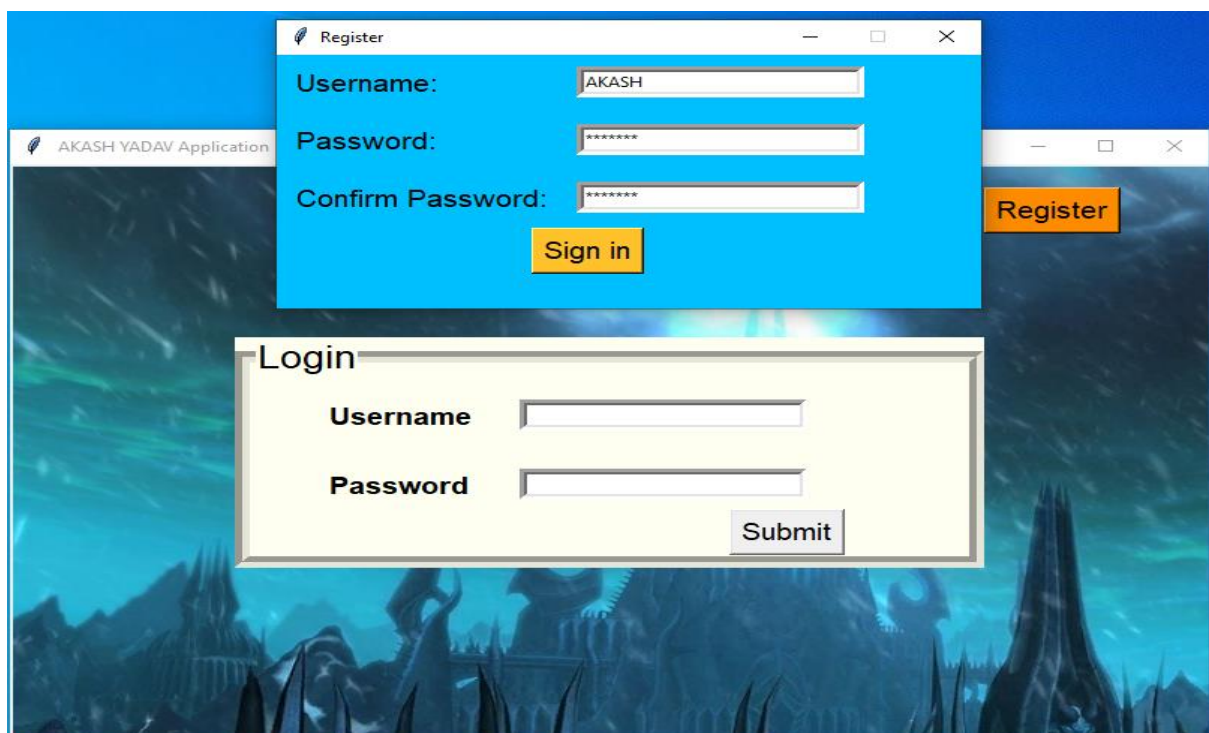 Register
Username: AKASH
Password: *******
Confirm Password: *******
Sign in
AKASH YADAV Application
Register
Login
Username
Password
Submit